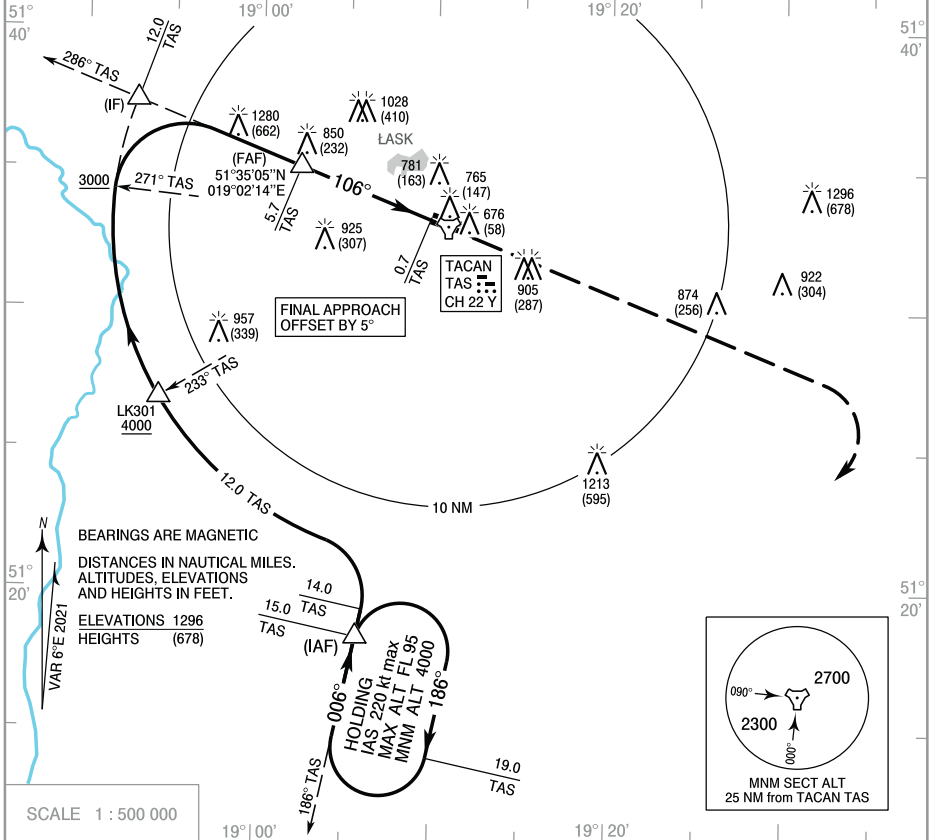 51°
40'
19° 00'
19° 20'
51°
40'
12.0
TAS
286° TAS
(IF)
1280
(662)
1028
(410)
850
(232)
ŁASK
(FAF)
51°35'05''N
019°02'14''E
781
(163)
765
(147)
3000
271° TAS
106°
676
(58)
1296
(678)
5.7
TAS
925
(307)
0.7
TAS
TACAN
TAS
CH 22 Y
905
(287)
922
(304)
874
(256)
FINAL APPROACH
OFFSET BY 5°
957
(339)
233° TAS
LK301
4000
12.0 TAS
1213
(595)
10 NM
N
VAR 6°E 2021
BEARINGS ARE MAGNETIC
DISTANCES IN NAUTICAL MILES.
ALTITUDES, ELEVATIONS
AND HEIGHTS IN FEET.
ELEVATIONS 1296
HEIGHTS (678)
51°
20'
51°
20'
14.0
TAS
15.0
TAS
(IAF)
006°
HOLDING
IAS 220 kt max
MAX ALT FL 95
MNM ALT 4000
186°
19.0
TAS
186° TAS
090°
2700
2300
000°
MNM SECT ALT
25 NM from TACAN TAS
SCALE 1 : 500 000
19° 00'
19° 20'